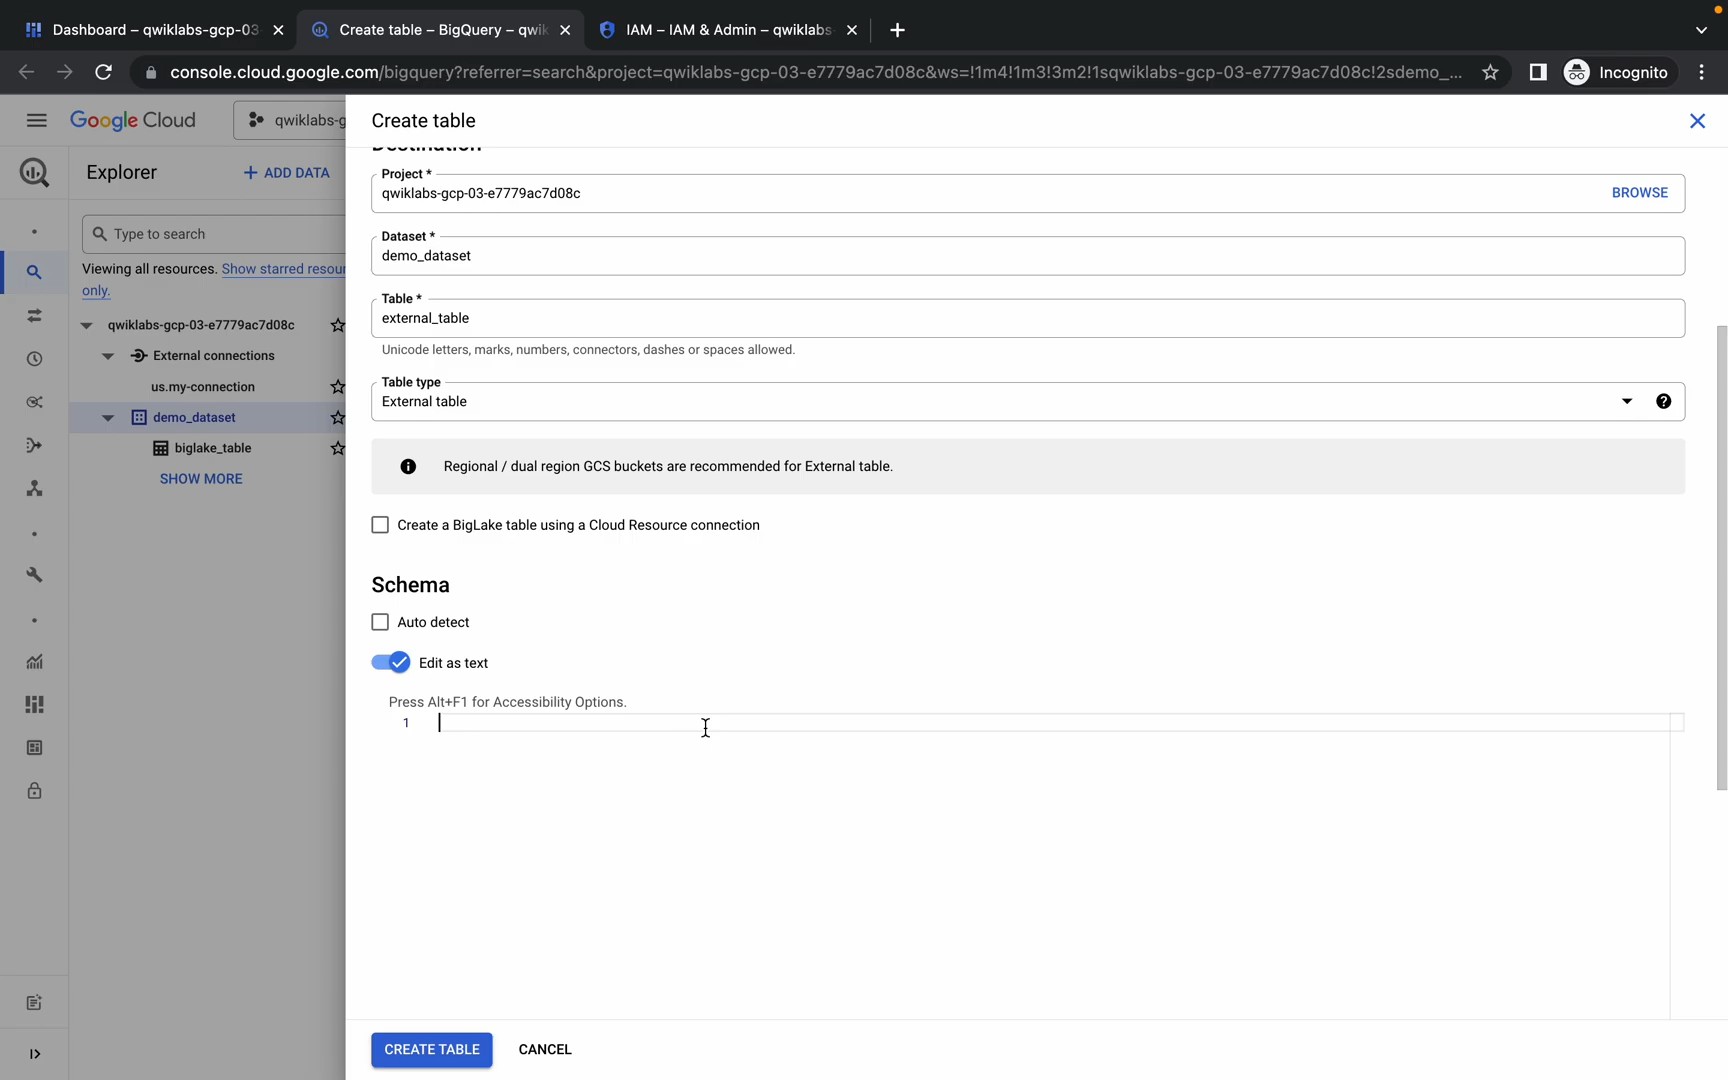 Dashboard – qwiklabs-gcp-03
Create table – BigQuery – qwik
IAM – IAM & Admin – qwiklabs
console.cloud.google.com/bigquery?referrer=search&project=qwiklabs-gcp-03-e7779ac7d08c&ws=!1m4!1m3!3m2!1sqwiklabs-gcp-03-e7779ac7d08c!2sdemo_...
Incognito
Google Cloud
qwiklabs-g
Create table
Explorer
+ ADD DATA
Type to search
Viewing all resources. Show starred resour
only.
qwiklabs-gcp-03-e7779ac7d08c
External connections
us.my-connection
demo_dataset
biglake_table
SHOW MORE
Destination
Project *
qwiklabs-gcp-03-e7779ac7d08c
BROWSE
Dataset *
demo_dataset
Table *
external_table
Unicode letters, marks, numbers, connectors, dashes or spaces allowed.
Table type
External table
Regional / dual region GCS buckets are recommended for External table.
Create a BigLake table using a Cloud Resource connection
Schema
Auto detect
Edit as text
Press Alt+F1 for Accessibility Options.
1
CREATE TABLE
CANCEL